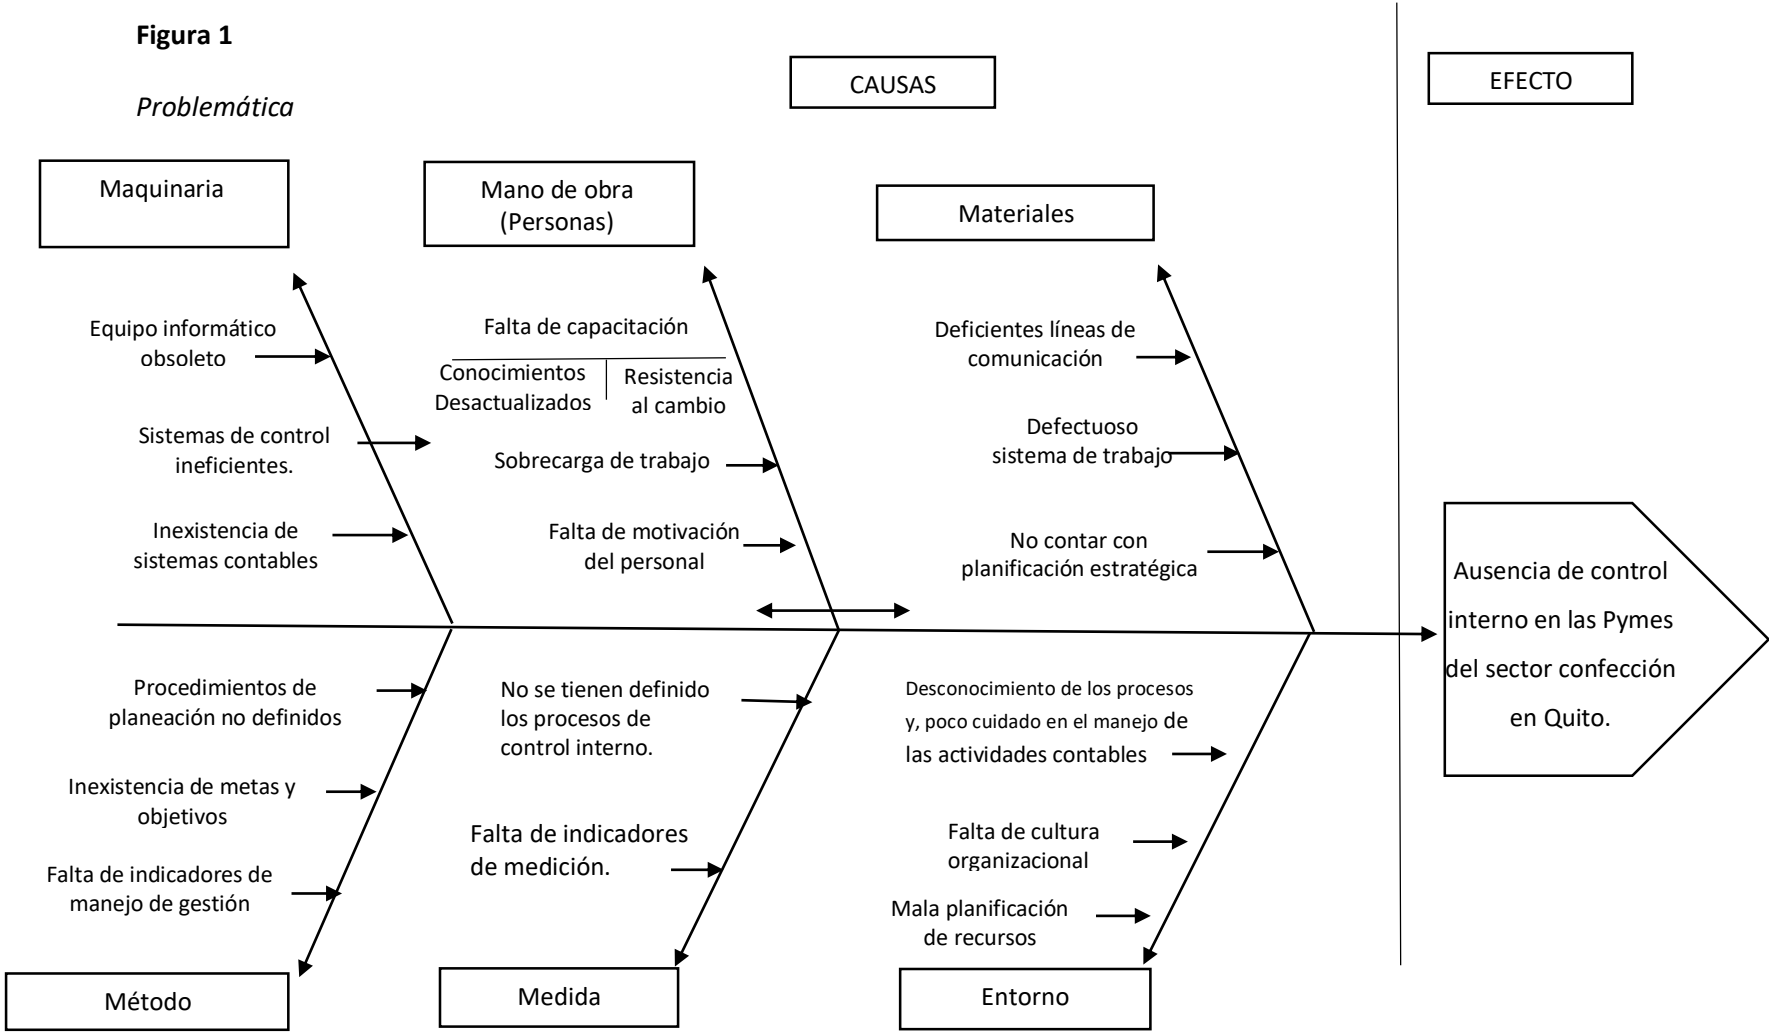 Figura 1
Problemática
CAUSAS
EFECTO
Maquinaria
Mano de obra
(Personas)
Materiales
Equipo informático
obsoleto
Sistemas de control
ineficientes.
Inexistencia de
sistemas contables
Falta de capacitación
Conocimientos
Desactualizados
Resistencia
al cambio
Sobrecarga de trabajo
Falta de motivación
del personal
Deficientes líneas de
comunicación
Defectuoso
sistema de trabajo
No contar con
planificación estratégica
Ausencia de control
interno en las Pymes
del sector confección
en Quito.
Procedimientos de
planeación no definidos
Inexistencia de metas y
objetivos
Falta de indicadores de
manejo de gestión
No se tienen definido
los procesos de
control interno.
Falta de indicadores
de medición.
Desconocimiento de los procesos
y, poco cuidado en el manejo de
las actividades contables
Falta de cultura
organizacional
Mala planificación
de recursos
Método
Medida
Entorno